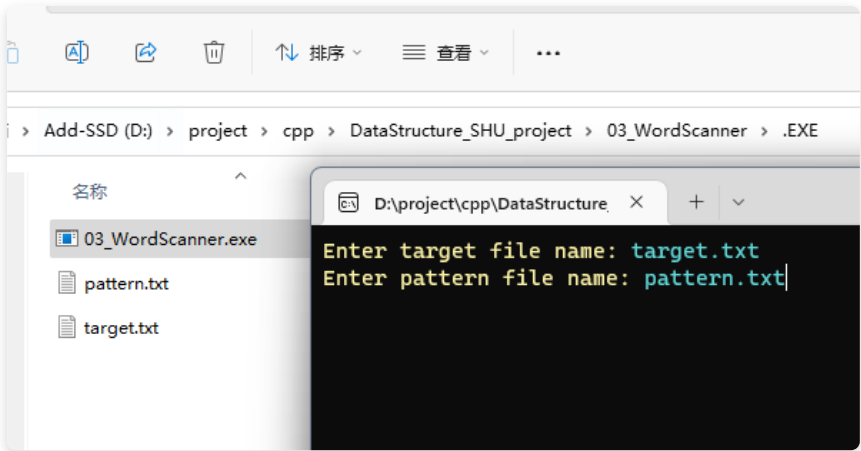 排序 查看
Add-SSD (D:) > project > cpp > DataStructure_SHU_project > 03_WordScanner > .EXE
名称
D:\project\cpp\DataStructure_
03_WordScanner.exe
Enter target file name: target.txt
Enter pattern file name: pattern.txt
pattern.txt
target.txt